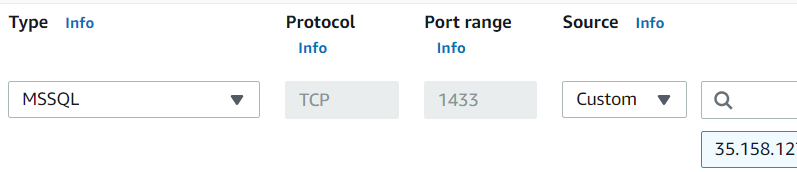 Type Info Protocol Port range Source Info
Info Info
MSSQL TCP 1433 Custom
35.158.12